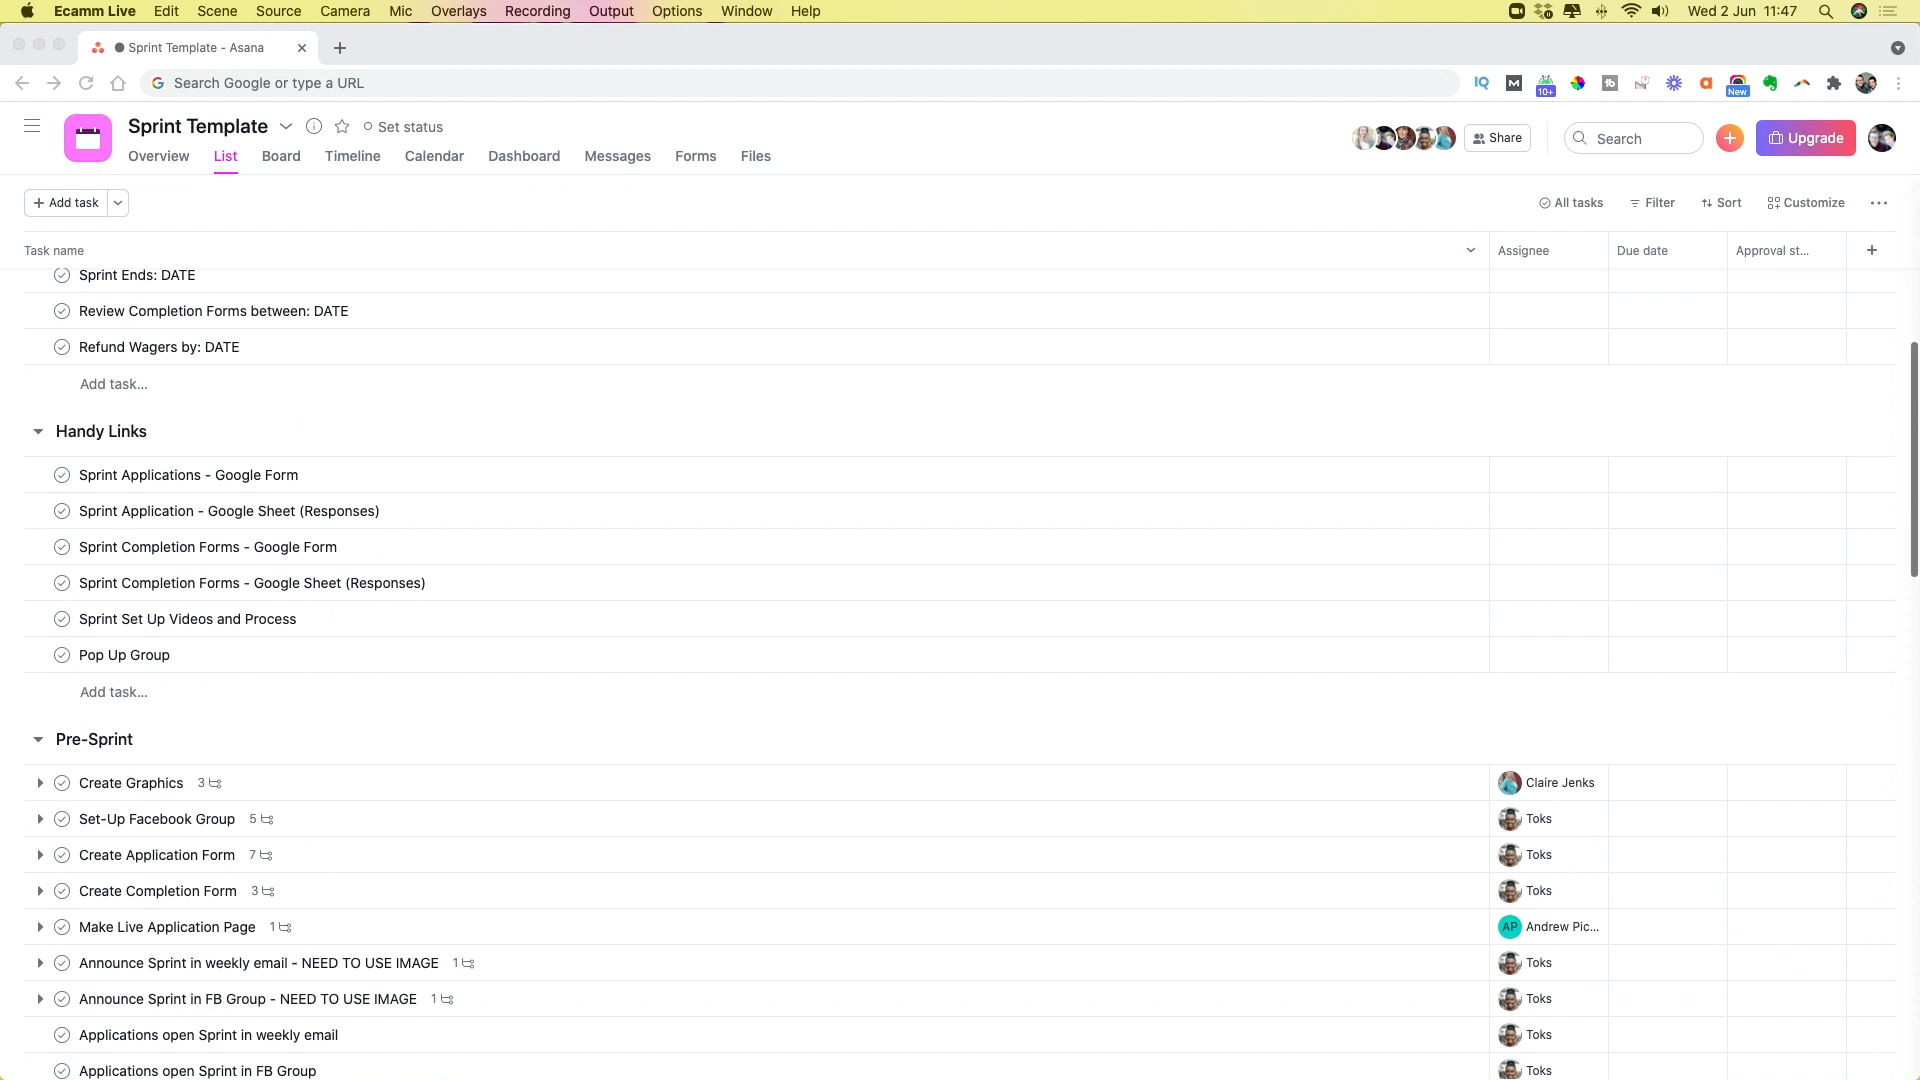 Ecamm Live Edit Scene Source Camera Mic Overlays Recording Output Options Window Help Wed 2 Jun 11:47
Sprint Template - Asana
Search Google or type a URL
IQ M 10+ tb a New
Sprint Template Set status
Share Search Upgrade
Overview List Board Timeline Calendar Dashboard Messages Forms Files
+ Add task All tasks Filter Sort Customize
Task name Assignee Due date Approval st...
Sprint Ends: DATE
Review Completion Forms between: DATE
Refund Wagers by: DATE
Add task...
Handy Links
Sprint Applications - Google Form
Sprint Application - Google Sheet (Responses)
Sprint Completion Forms - Google Form
Sprint Completion Forms - Google Sheet (Responses)
Sprint Set Up Videos and Process
Pop Up Group
Add task...
Pre-Sprint
Create Graphics 3 Claire Jenks
Set-Up Facebook Group 5 Toks
Create Application Form 7 Toks
Create Completion Form 3 Toks
Make Live Application Page 1 AP Andrew Pic...
Announce Sprint in weekly email - NEED TO USE IMAGE 1 Toks
Announce Sprint in FB Group - NEED TO USE IMAGE 1 Toks
Applications open Sprint in weekly email Toks
Applications open Sprint in FB Group Toks